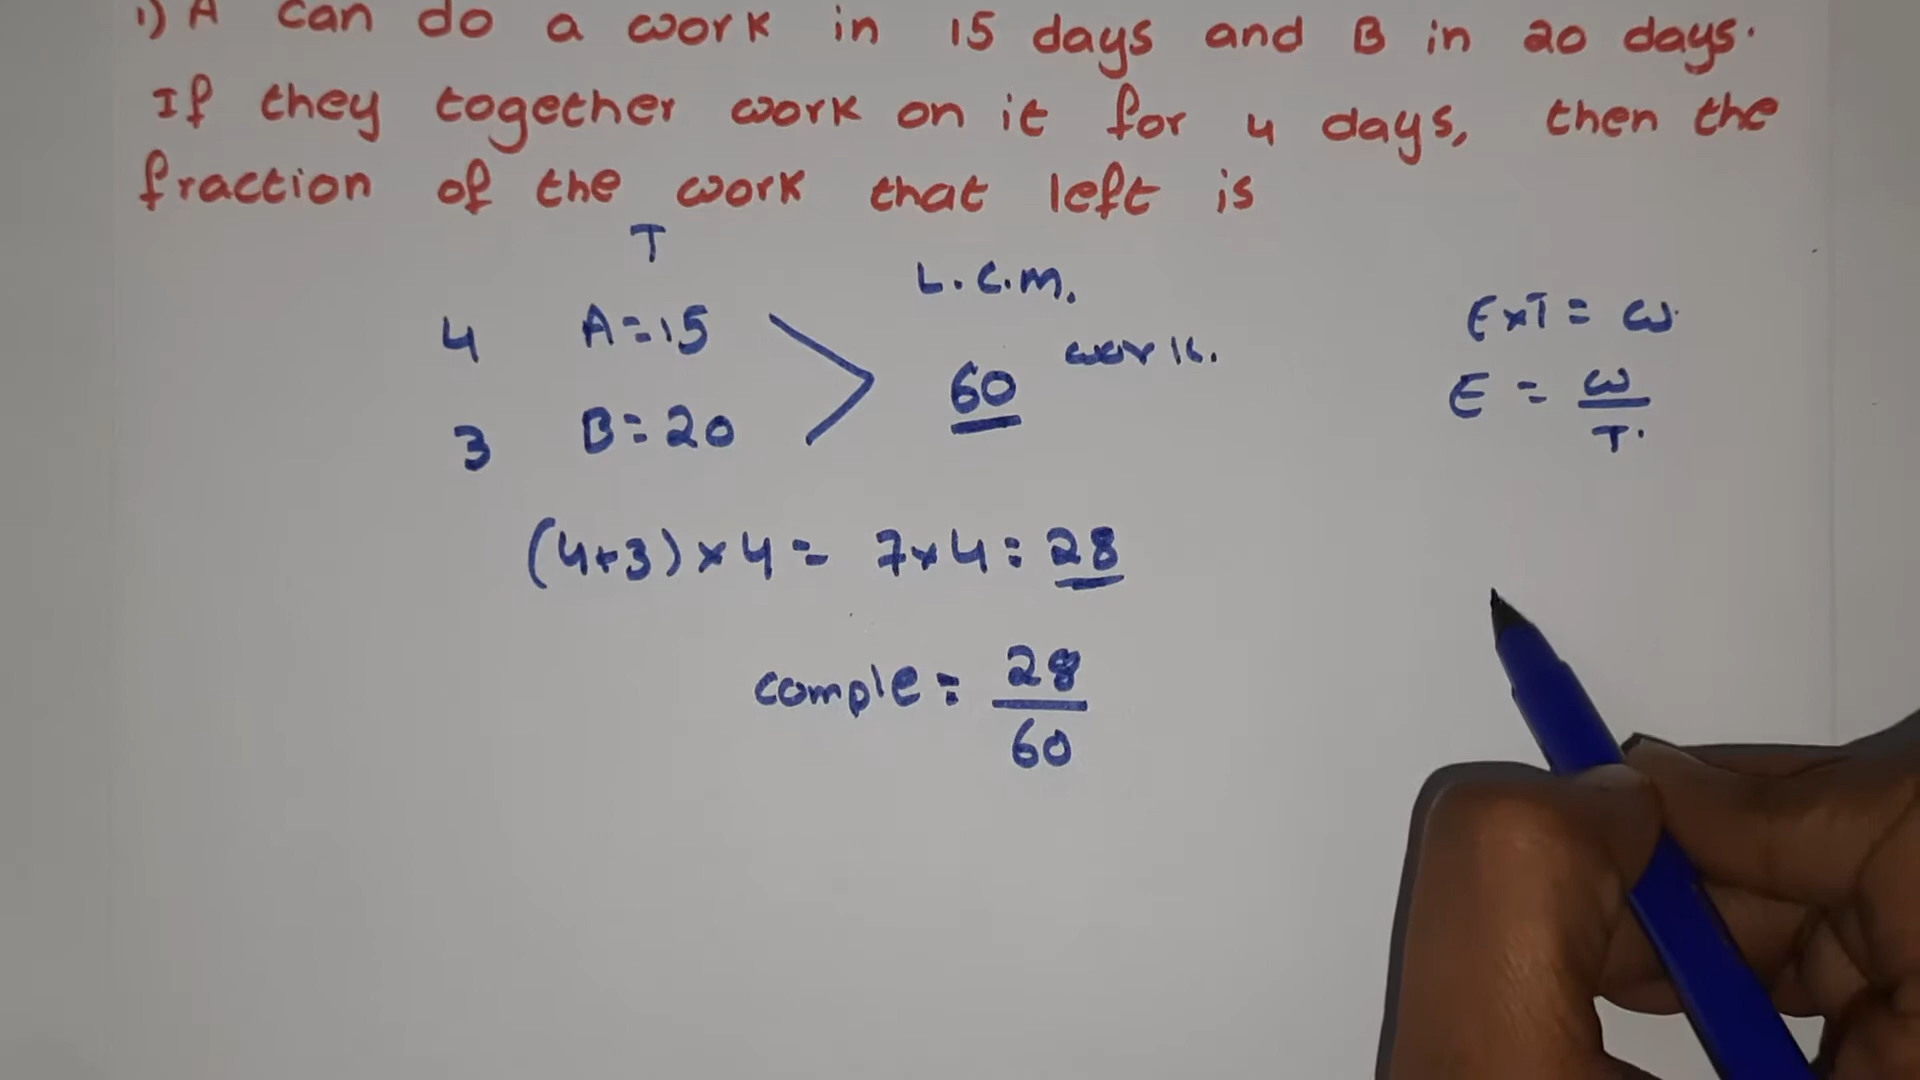 1) A can do a work in 15 days and B in 20 days.
If they together work on it for 4 days, then the
fraction of the work that left is
T
L.C.M.
4 A=15
work.
60
3 B=20
E×T = W.
E = W/T.
(4+3)×4= 7×4=28
comple = 28/60